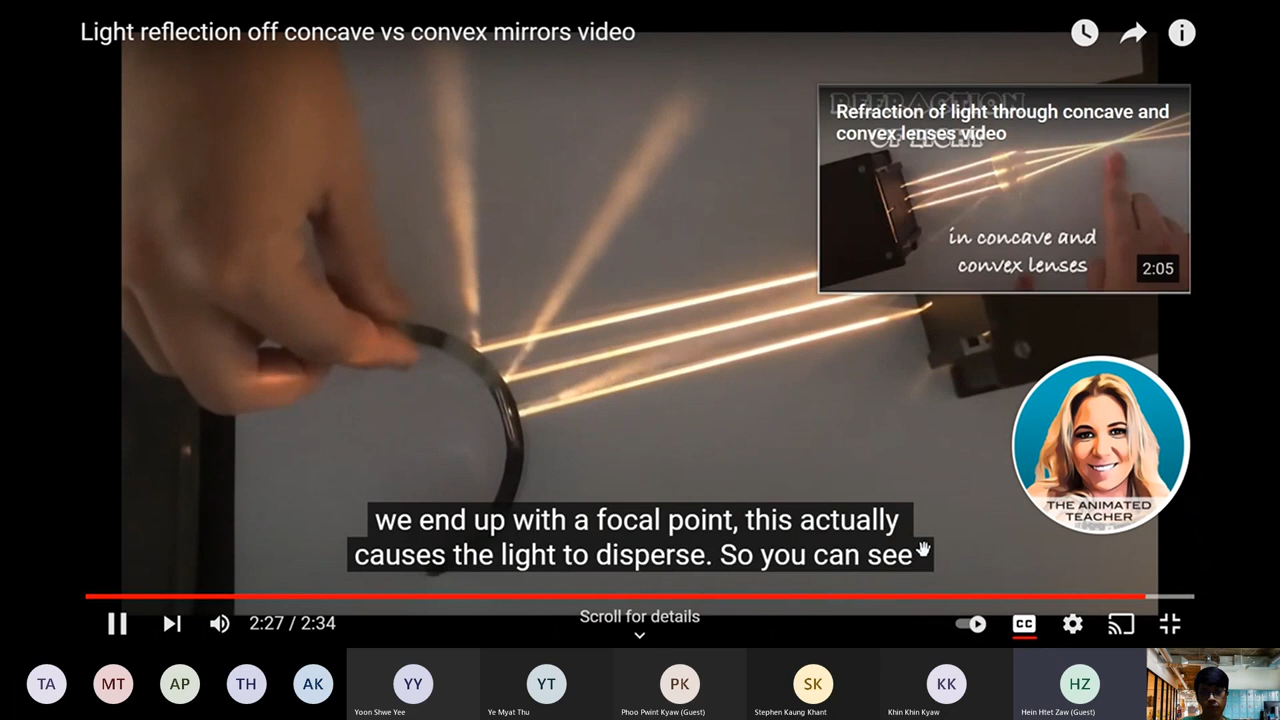 Light reflection off concave vs convex mirrors video
REFRACTION
Refraction of light through concave and
convex lenses video
OF LIGHT
in concave and
convex lenses
2:05
THE ANIMATED
TEACHER
we end up with a focal point, this actually
causes the light to disperse. So you can see
2:27 / 2:34
Scroll for details
CC
TA
MT
AP
TH
AK
YY
YT
PK
SK
KK
HZ
Yoon Shwe Yee
Ye Myat Thu
Phoo Pwint Kyaw (Guest)
Stephen Kaung Khant
Khin Khin Kyaw
Hein Htet Zaw (Guest)